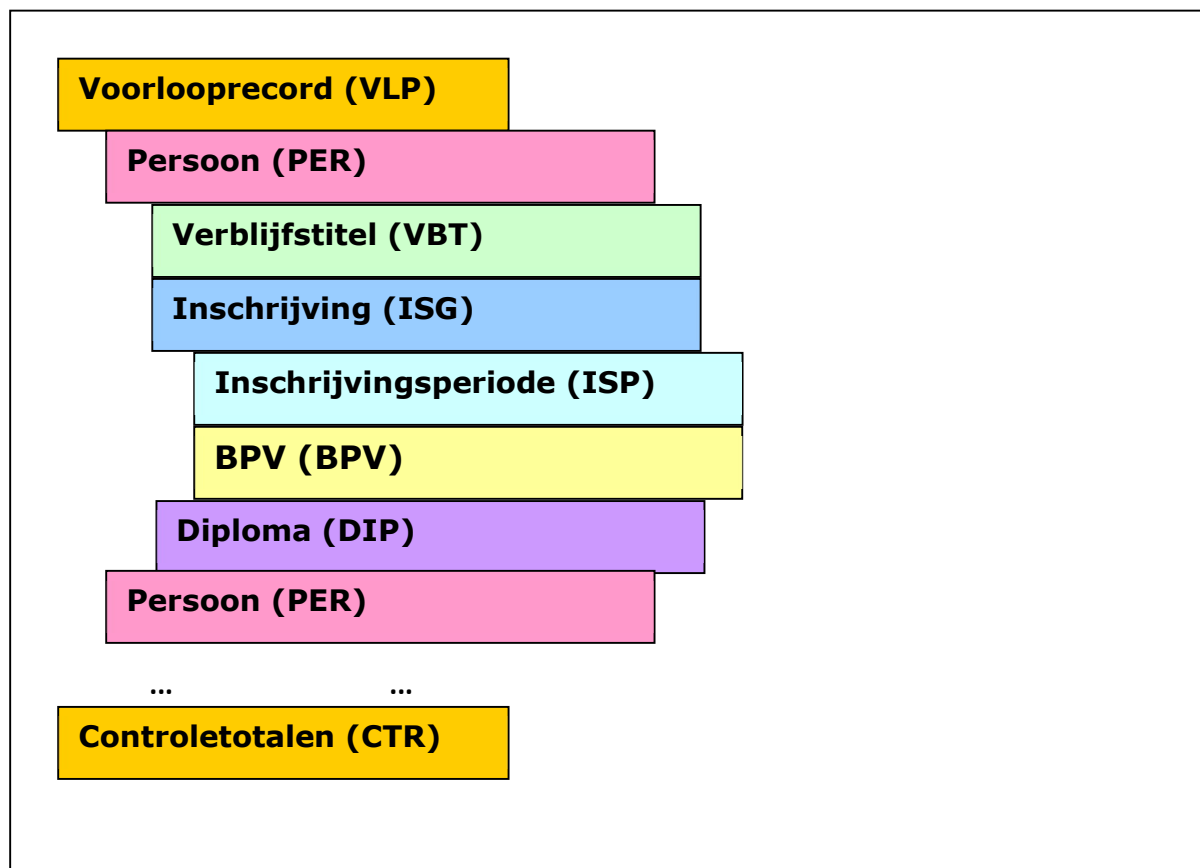 Voorlooprecord (VLP)
Persoon (PER)
Verblijfstitel (VBT)
Inschrijving (ISG)
Inschrijvingsperiode (ISP)
BPV (BPV)
Diploma (DIP)
Persoon (PER)
... ...
Controletotalen (CTR)